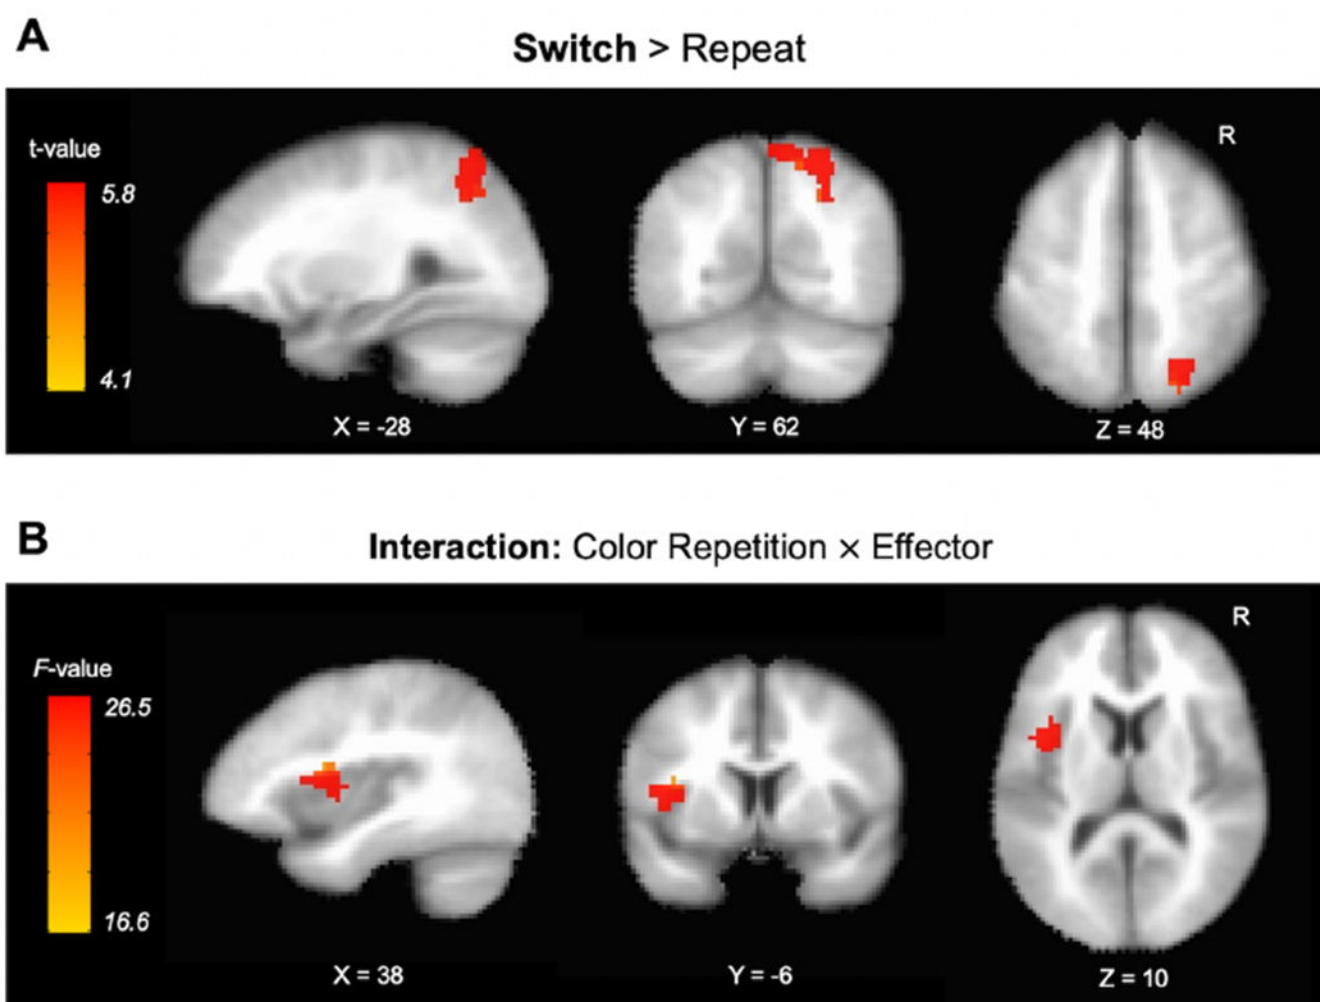 A
Switch > Repeat
t-value
5.8
4.1
R
X = -28
Y = 62
Z = 48
B
Interaction: Color Repetition × Effector
F-value
26.5
16.6
R
X = 38
Y = -6
Z = 10